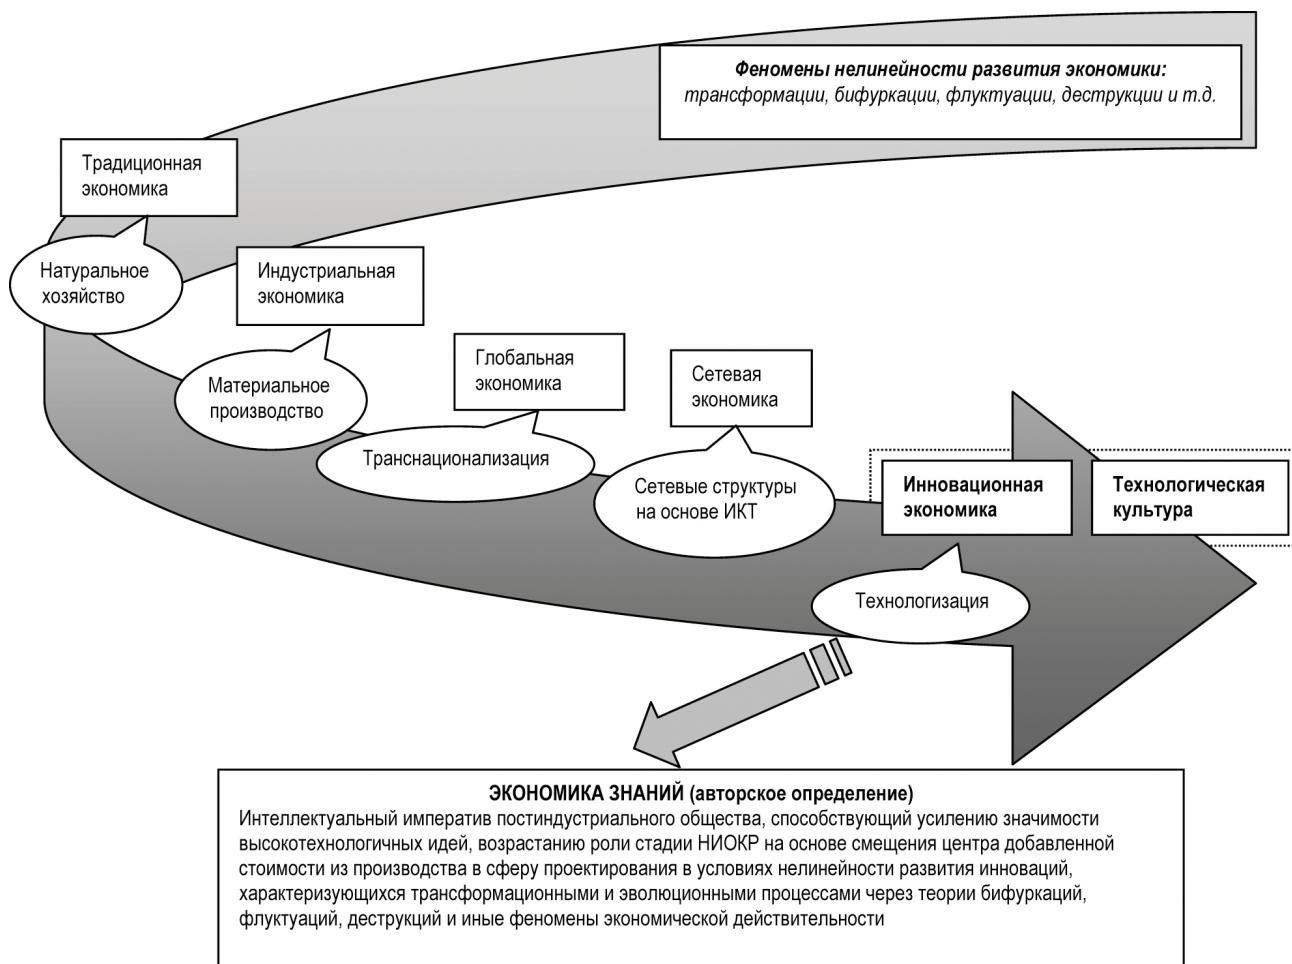 Феномены нелинейности развития экономики:
трансформации, бифуркации, флуктуации, деструкции и т.д.
Традиционная
экономика
Натуральное
хозяйство
Индустриальная
экономика
Материальное
производство
Глобальная
экономика
Транснационализация
Сетевая
экономика
Сетевые структуры
на основе ИКТ
Инновационная
экономика
Технологическая
культура
Технологизация
ЭКОНОМИКА ЗНАНИЙ (авторское определение)
Интеллектуальный императив постиндустриального общества, способствующий усилению значимости
высокотехнологичных идей, возрастанию роли стадии НИОКР на основе смещения центра добавленной
стоимости из производства в сферу проектирования в условиях нелинейности развития инноваций,
характеризующихся трансформационными и эволюционными процессами через теории бифуркаций,
флуктуаций, деструкций и иные феномены экономической действительности